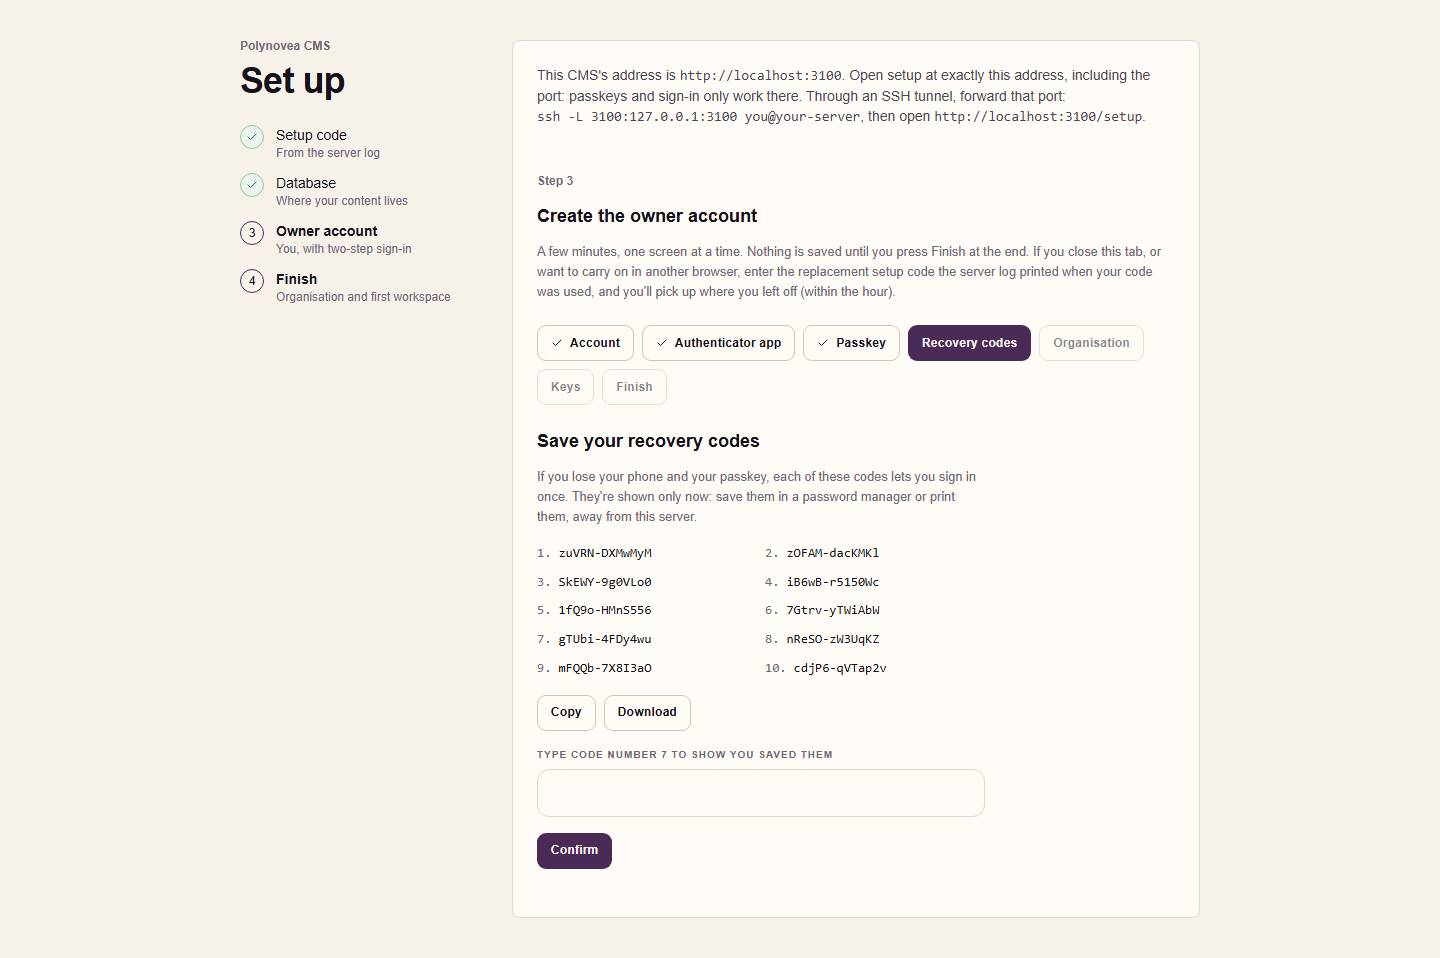 Polynovea CMS
Set up
Setup code
From the server log
Database
Where your content lives
3
Owner account
You, with two-step sign-in
4
Finish
Organisation and first workspace
This CMS's address is http://localhost:3100. Open setup at exactly this address, including the
port: passkeys and sign-in only work there. Through an SSH tunnel, forward that port:
ssh -L 3100:127.0.0.1:3100 you@your-server, then open http://localhost:3100/setup.
Step 3
Create the owner account
A few minutes, one screen at a time. Nothing is saved until you press Finish at the end. If you close this tab, or
want to carry on in another browser, enter the replacement setup code the server log printed when your code
was used, and you'll pick up where you left off (within the hour).
Account
Authenticator app
Passkey
Recovery codes
Organisation
Keys
Finish
Save your recovery codes
If you lose your phone and your passkey, each of these codes lets you sign in
once. They're shown only now: save them in a password manager or print
them, away from this server.
1. zuVRN-DXMwMyM
2. zOFAM-dacKMKl
3. SkEWY-9g0VLo0
4. iB6wB-r5150Wc
5. 1fQ9o-HMnS556
6. 7Gtrv-yTWiAbW
7. gTUbi-4FDy4wu
8. nReSO-zW3UqKZ
9. mFQQb-7X8I3aO
10. cdjP6-qVTap2v
Copy
Download
TYPE CODE NUMBER 7 TO SHOW YOU SAVED THEM
Confirm